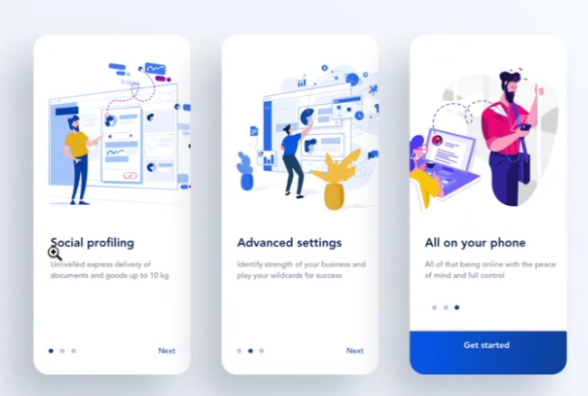 Social profiling
Unrivalled express delivery of
documents and goods up to 10 kg
Next
Advanced settings
Identify strength of your business and
play your wildcards for success
Next
All on your phone
All of that being online with the peace
of mind and full control
Get started